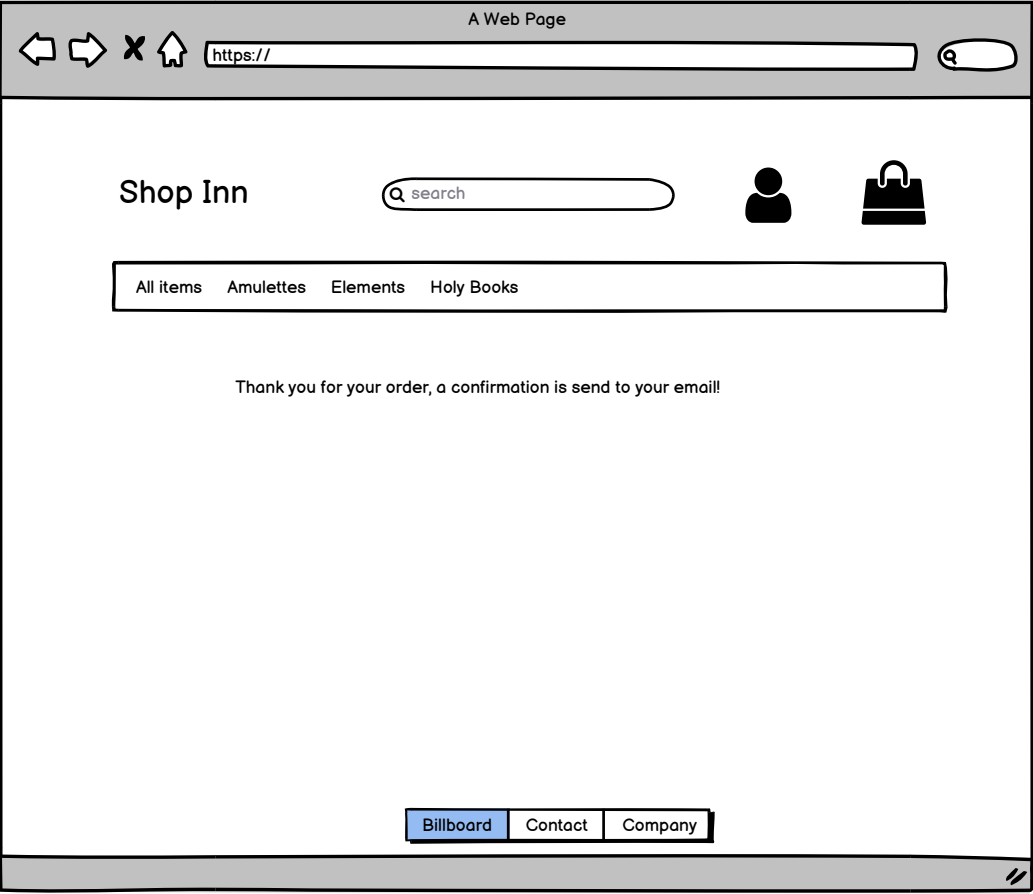 A Web Page
https://
Shop Inn
search
All items Amulettes Elements Holy Books
Thank you for your order, a confirmation is send to your email!
Billboard Contact Company